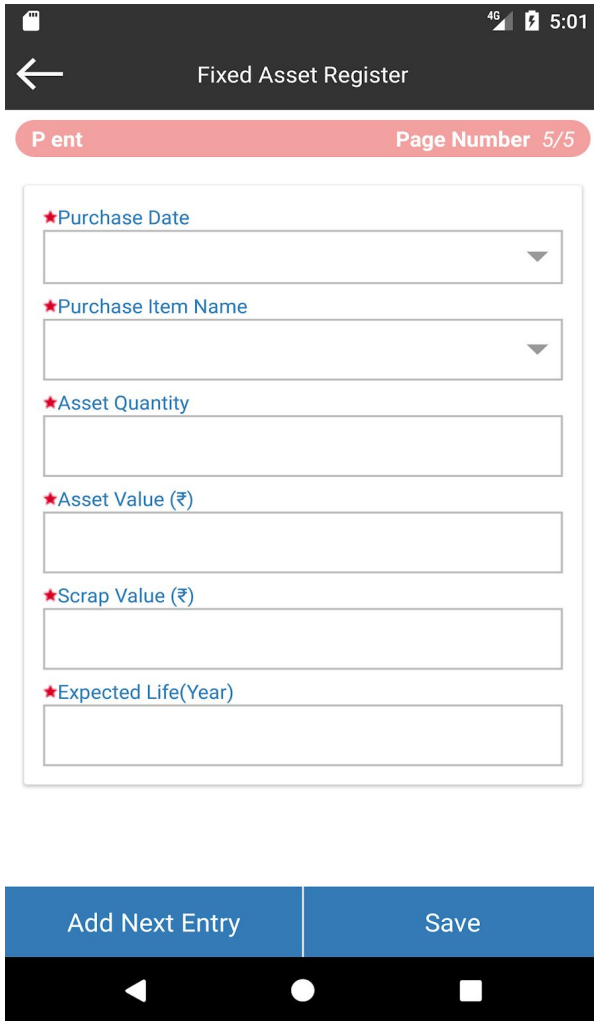 4G 5:01
Fixed Asset Register
P ent Page Number 5/5
★Purchase Date
★Purchase Item Name
★Asset Quantity
★Asset Value (₹)
★Scrap Value (₹)
★Expected Life(Year)
Add Next Entry Save